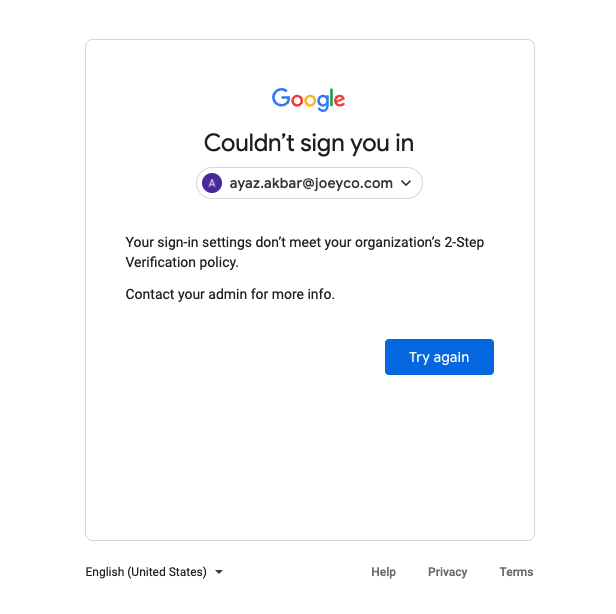 Google
Couldn’t sign you in
A ayaz.akbar@joeyco.com
Your sign-in settings don’t meet your organization’s 2-Step
Verification policy.
Contact your admin for more info.
Try again
English (United States) Help Privacy Terms